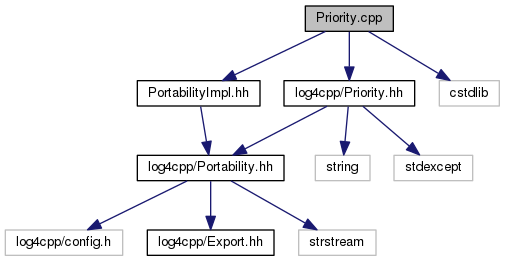 Priority.cpp
PortabilityImpl.hh
log4cpp/Priority.hh
cstdlib
log4cpp/Portability.hh
string
stdexcept
log4cpp/config.h
log4cpp/Export.hh
strstream